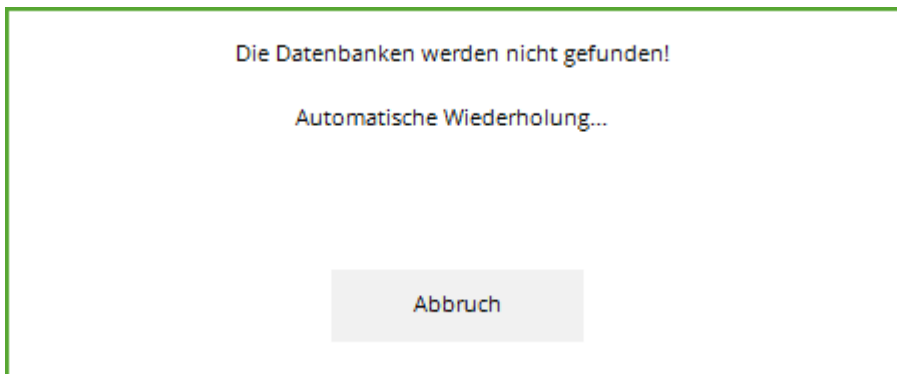 Die Datenbanken werden nicht gefunden!
Automatische Wiederholung...
Abbruch